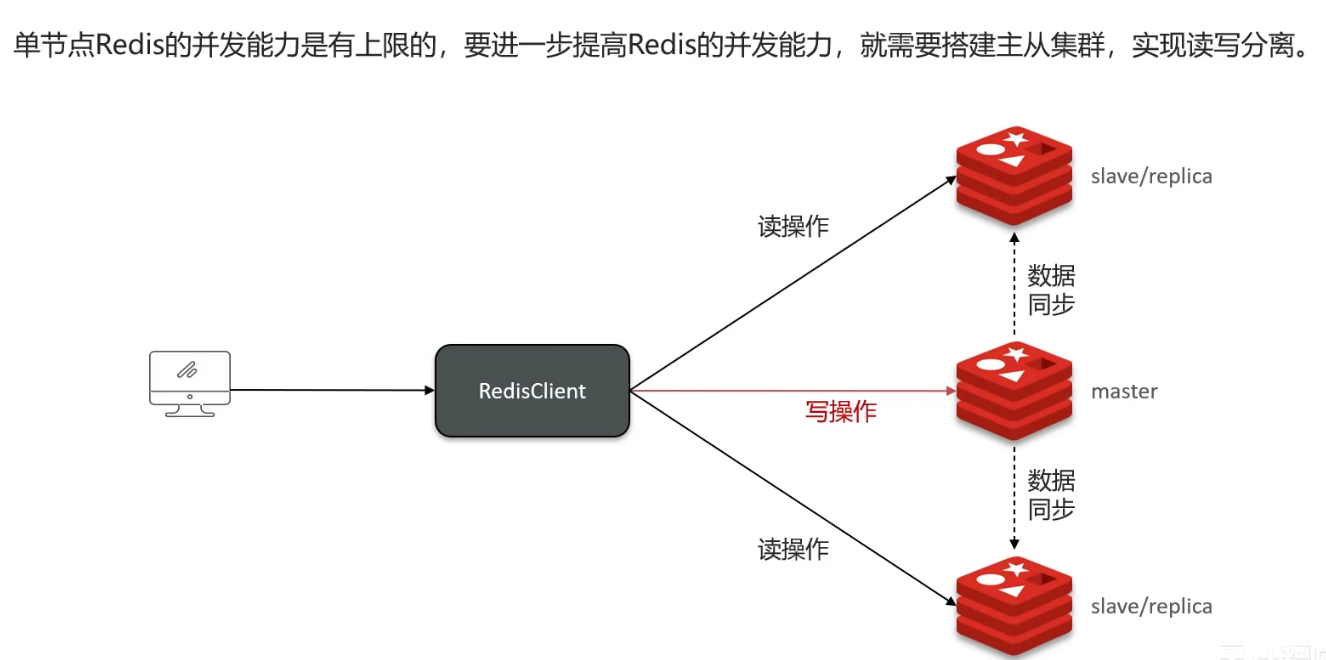 单节点Redis的并发能力是有上限的，要进一步提高Redis的并发能力，就需要搭建主从集群，实现读写分离。
slave/replica
读操作
数据
同步
RedisClient
写操作
master
数据
同步
读操作
slave/replica